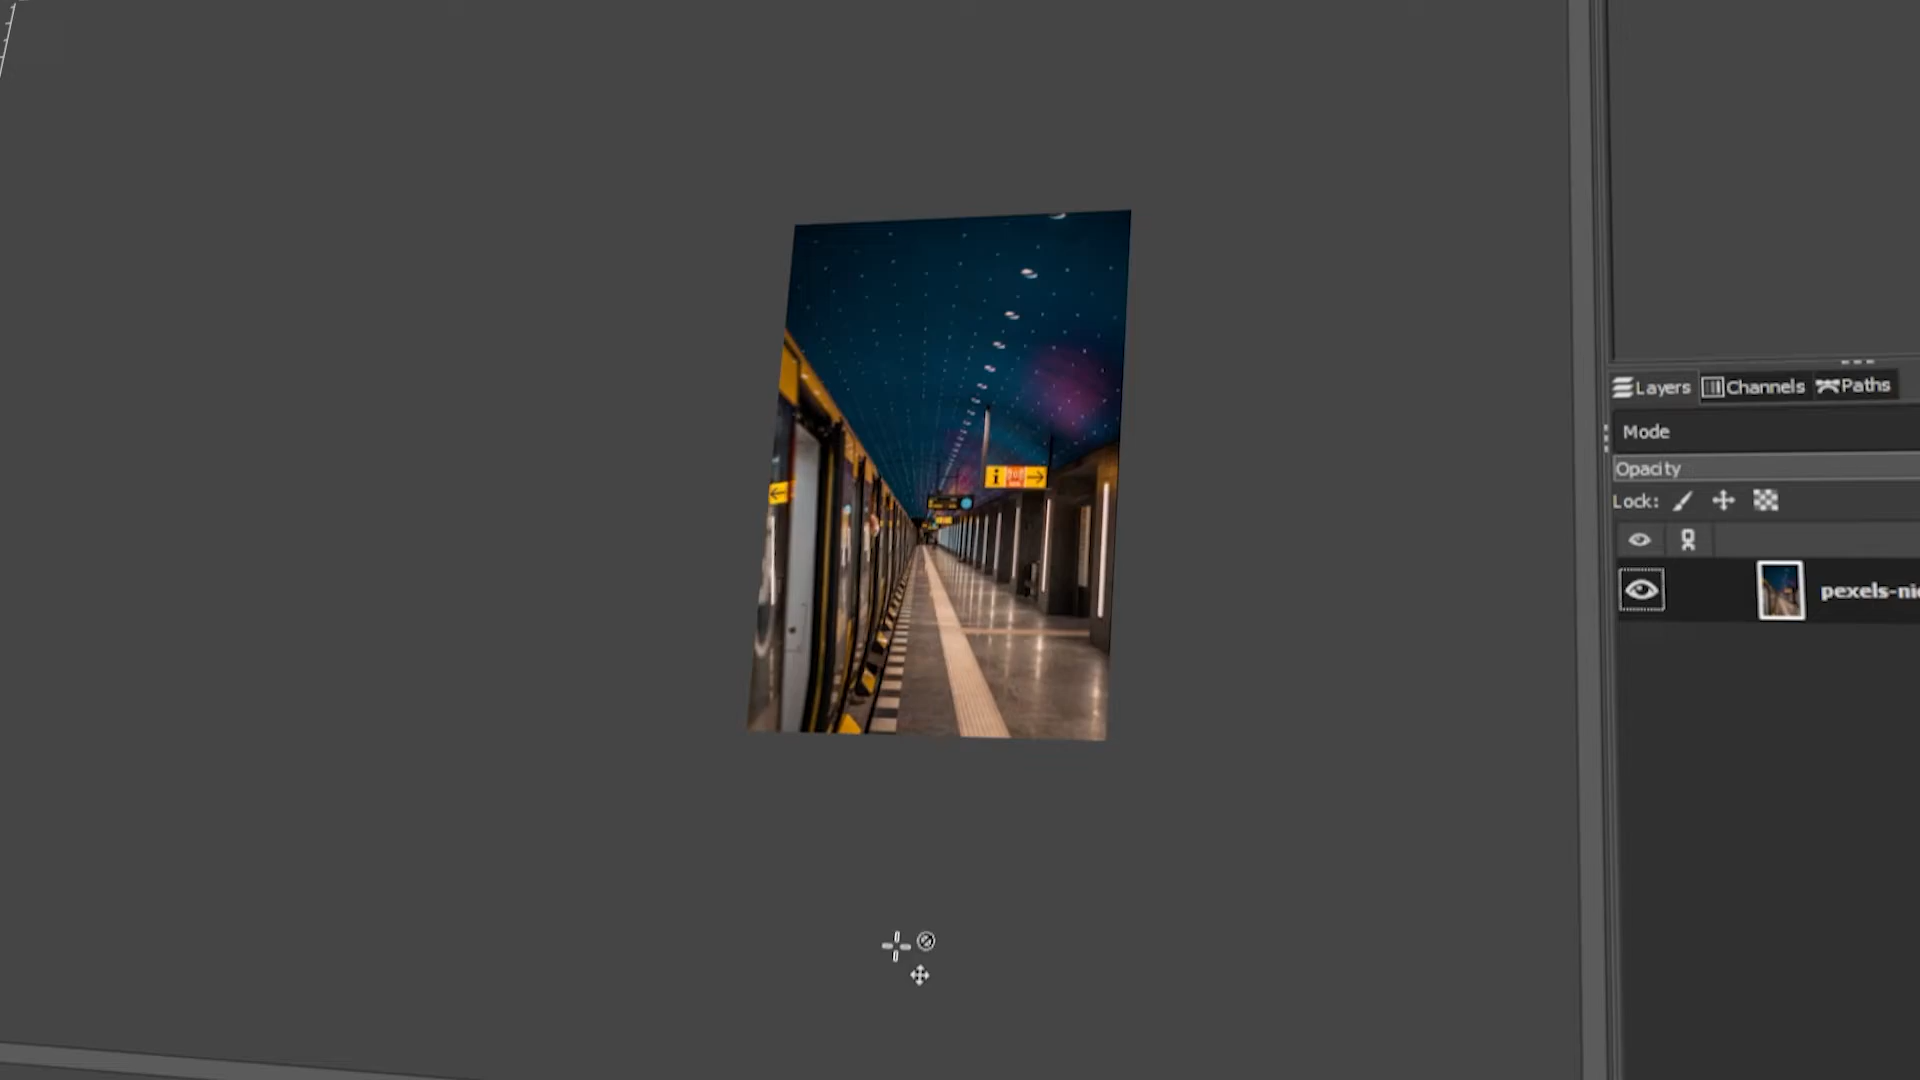 i
Layers Channels Paths
Mode
Opacity
Lock:
pexels-ni